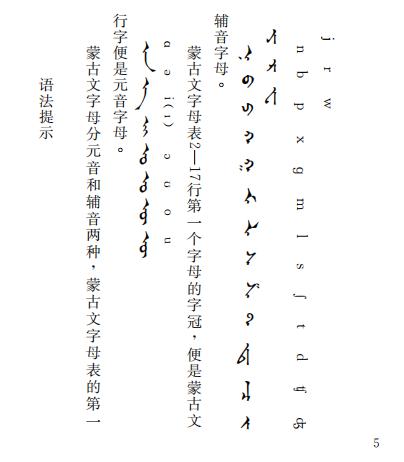 语法提示
蒙古文字母分元音和辅音两种，蒙古文字母表的第一
行字便是元音字母。
ᠠ ᠡ ᠢ ᠣ ᠤ ᠥ ᠦ
ɑ ə i(ɪ) ɔ ʊ o u
蒙古文字母表2—17行第一个字母的字冠，便是蒙古文
辅音字母。
n b p x g m l s ʃ t d ʧ ʤ
j r w
5